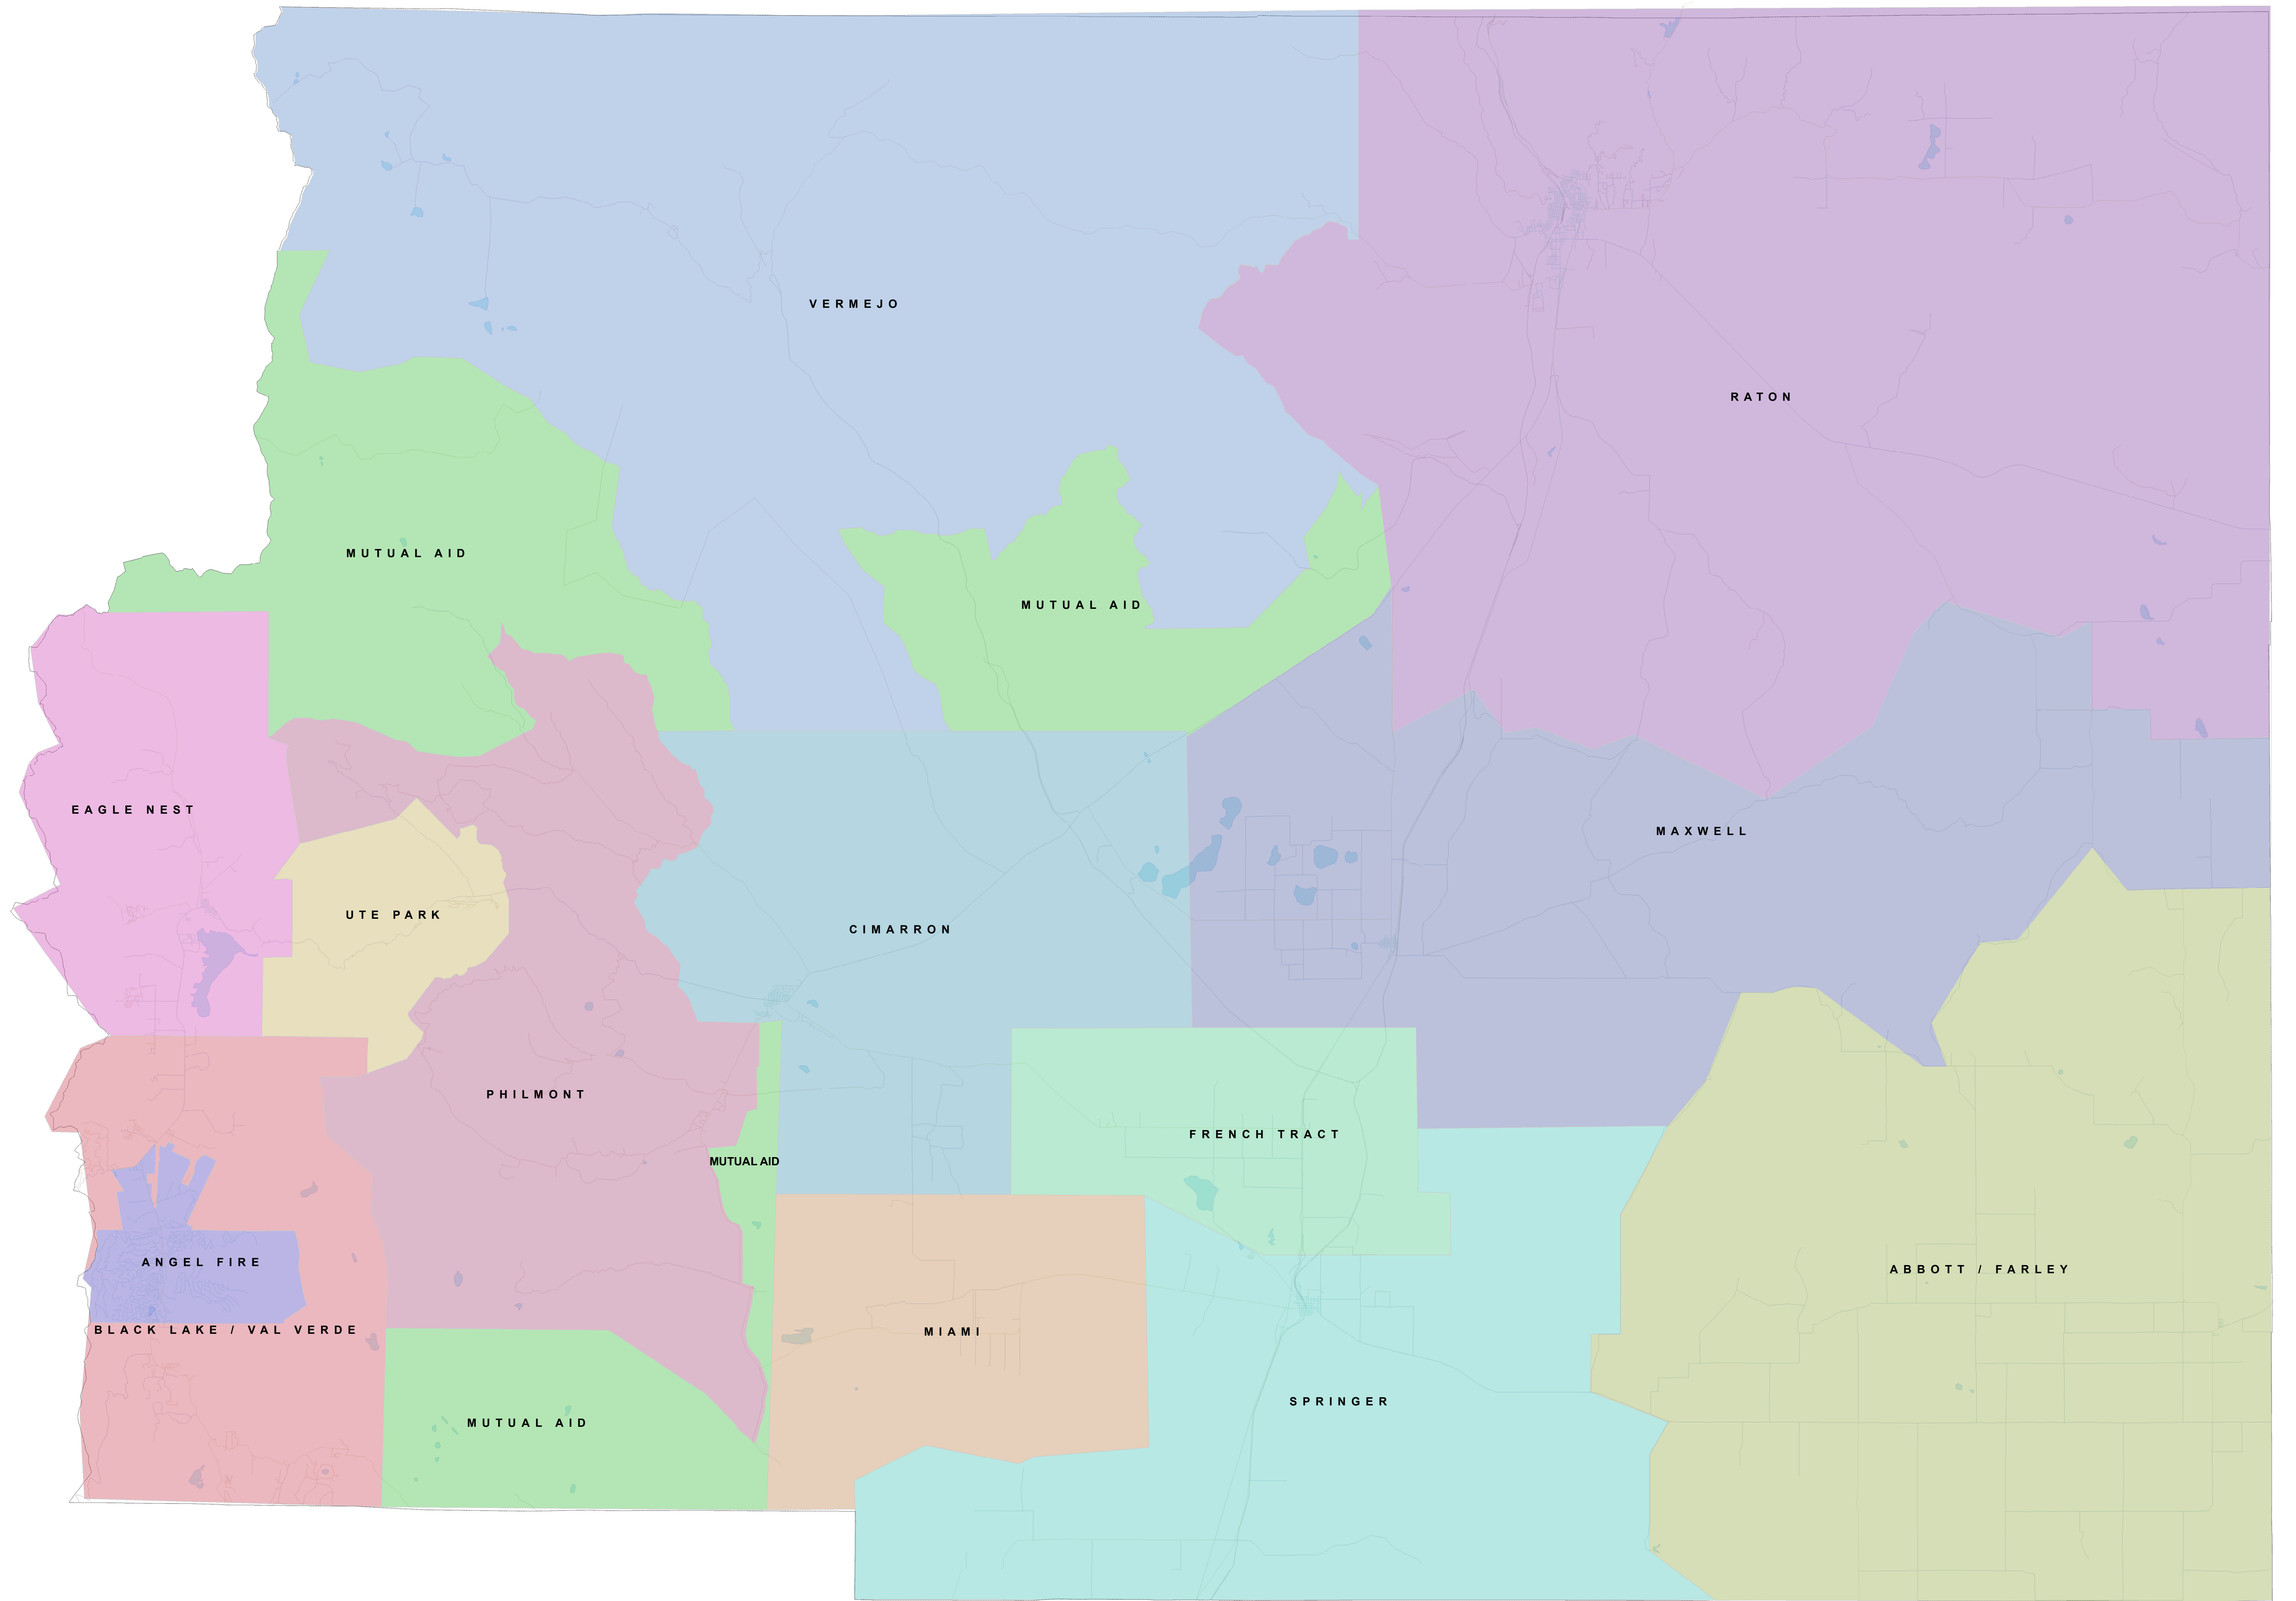 VERMEJO
RATON
MUTUAL AID
MUTUAL AID
EAGLE NEST
MAXWELL
UTE PARK
CIMARRON
PHILMONT
FRENCH TRACT
MUTUAL AID
ANGEL FIRE
ABBOTT / FARLEY
BLACK LAKE / VAL VERDE
MIAMI
SPRINGER
MUTUAL AID